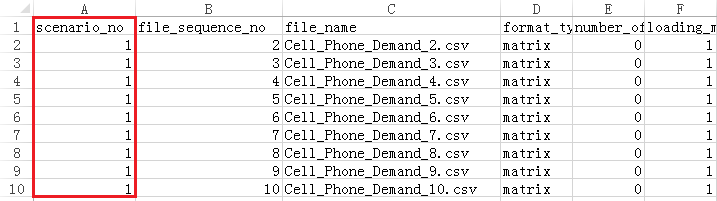 A B C D E F
1 scenario_no file_sequence_no file_name format_ty number_of loading_m
2 1 2 Cell_Phone_Demand_2.csv matrix 0 1
3 1 3 Cell_Phone_Demand_3.csv matrix 0 1
4 1 4 Cell_Phone_Demand_4.csv matrix 0 1
5 1 5 Cell_Phone_Demand_5.csv matrix 0 1
6 1 6 Cell_Phone_Demand_6.csv matrix 0 1
7 1 7 Cell_Phone_Demand_7.csv matrix 0 1
8 1 8 Cell_Phone_Demand_8.csv matrix 0 1
9 1 9 Cell_Phone_Demand_9.csv matrix 0 1
10 1 10 Cell_Phone_Demand_10.csv matrix 0 1